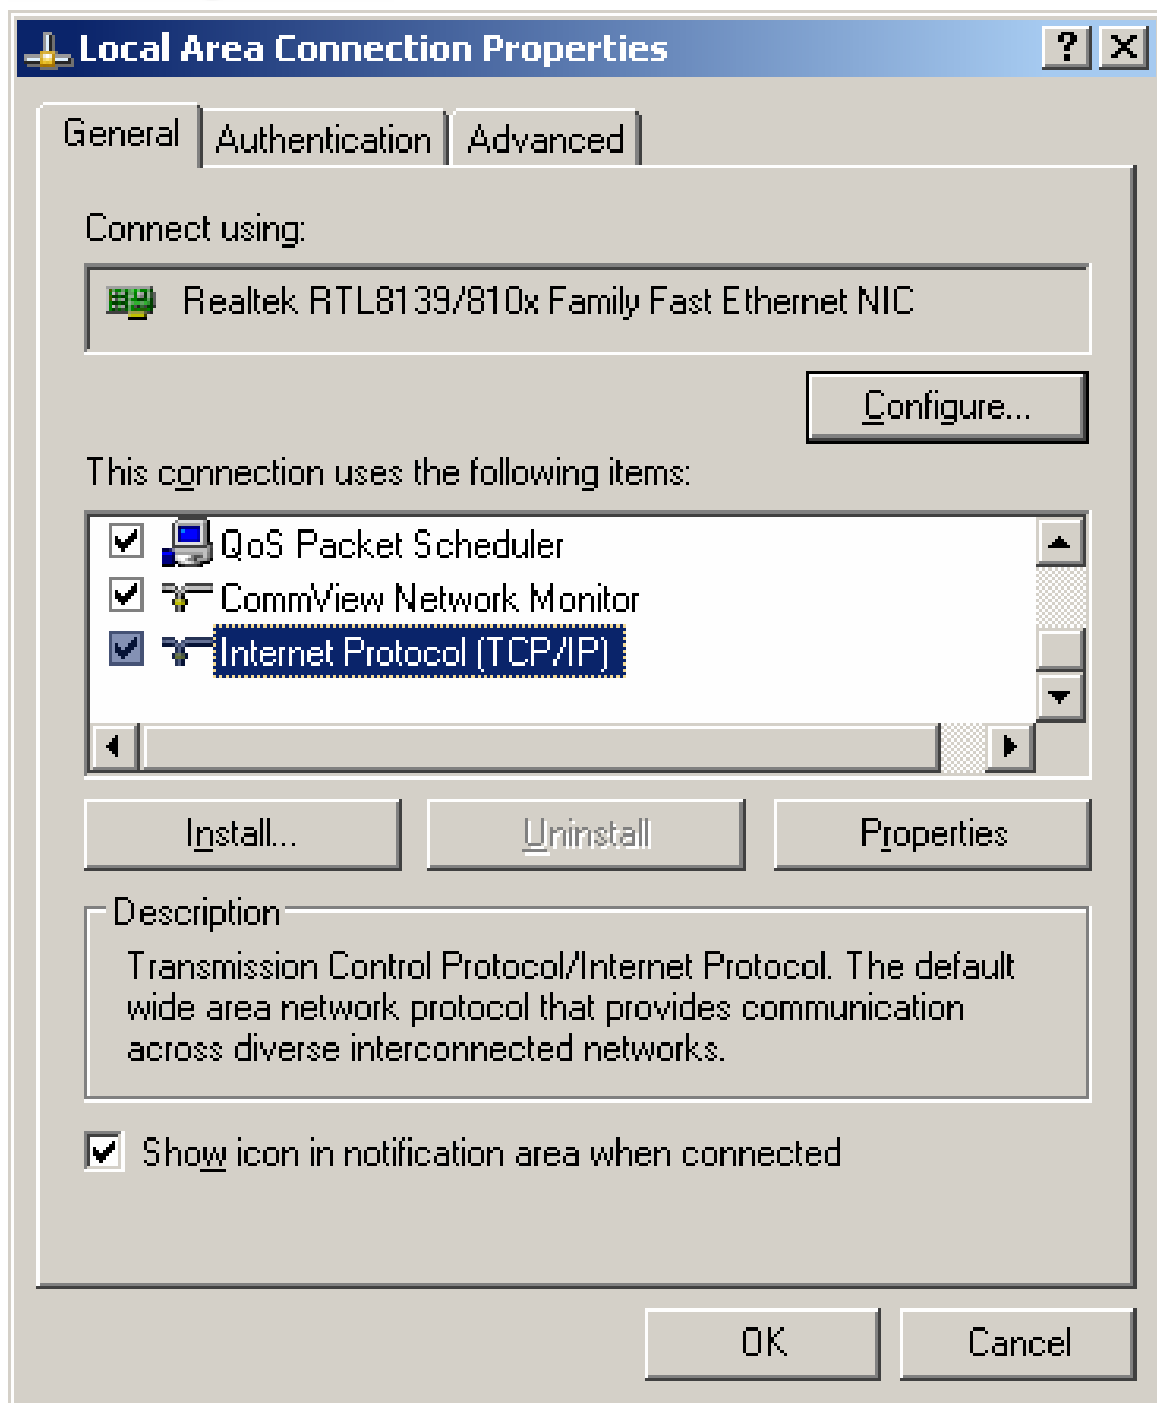 Local Area Connection Properties
General
Authentication
Advanced
Connect using:
Realtek RTL8139/810x Family Fast Ethernet NIC
Configure...
This connection uses the following items:
QoS Packet Scheduler
CommView Network Monitor
Internet Protocol (TCP/IP)
Install...
Uninstall
Properties
Description
Transmission Control Protocol/Internet Protocol. The default
wide area network protocol that provides communication
across diverse interconnected networks.
Show icon in notification area when connected
OK
Cancel